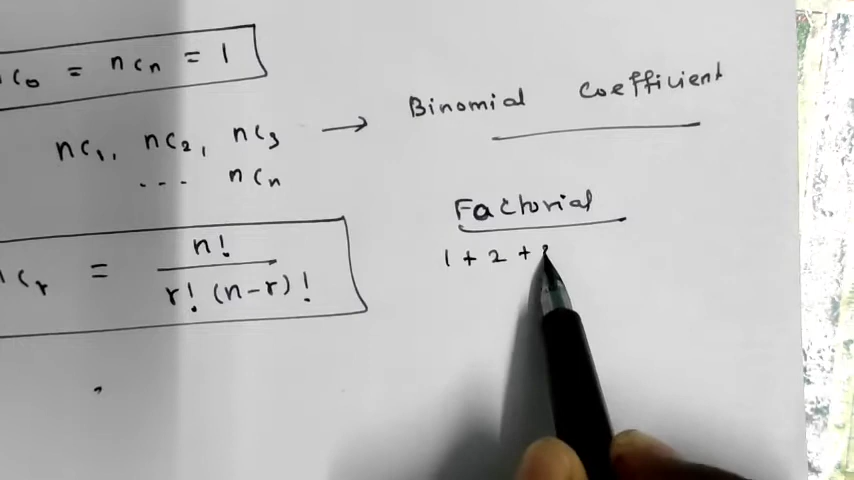 C₀ = nCₙ = 1
nC₁, nC₂, nC₃ → Binomial Coefficient
... nCₙ
Factorial
Cᵣ = n! / r! (n-r)!
1 + 2 +